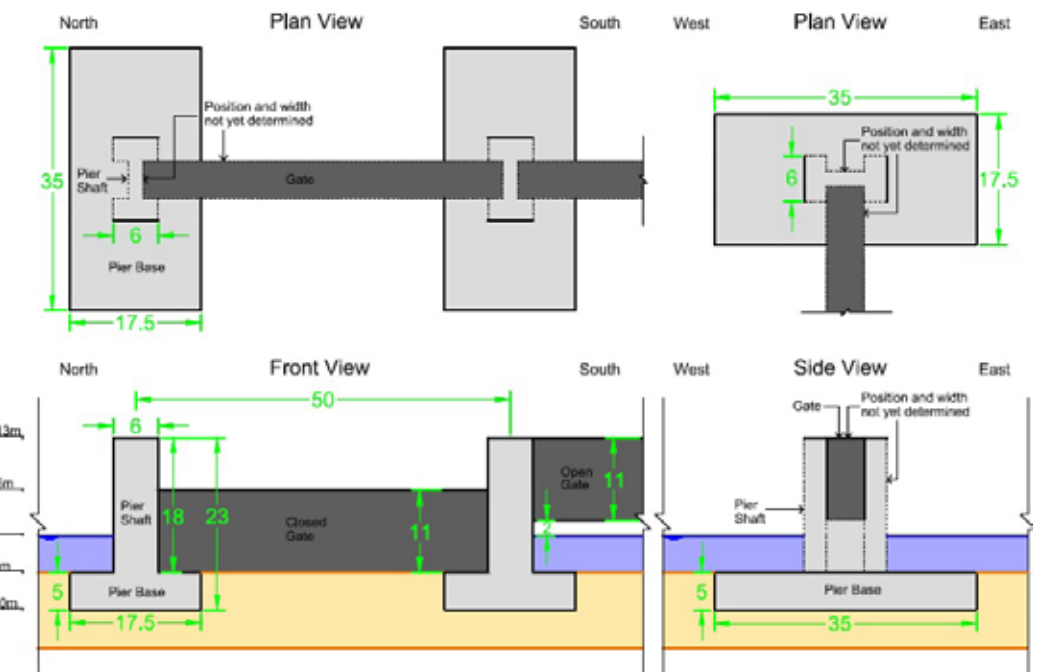 North
Plan View
South
West
Plan View
East
35
Position and width
not yet determined
Pier
Shaft
Gate
6
Pier Base
17,5
35
Position and width
not yet determined
6
17,5
North
Front View
South
West
Side View
East
50
6
13m
Pier
Shaft
18
23
Closed
Gate
11
Open
Gate
11
2
5
Pier Base
17,5
Gate
Position and width
not yet determined
Pier
Shaft
5
Pier Base
35